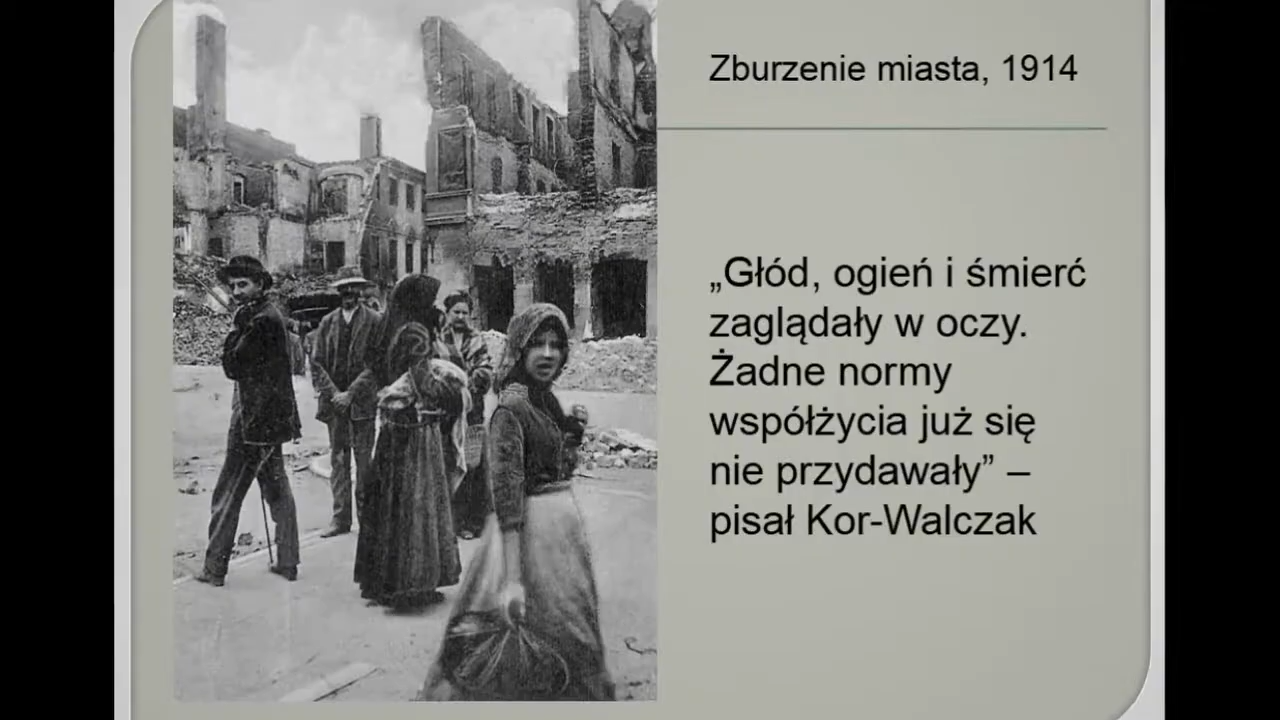 Zburzenie miasta, 1914
„Głód, ogień i śmierć
zaglądały w oczy.
Żadne normy
współżycia już się
nie przydawały” –
pisał Kor-Walczak